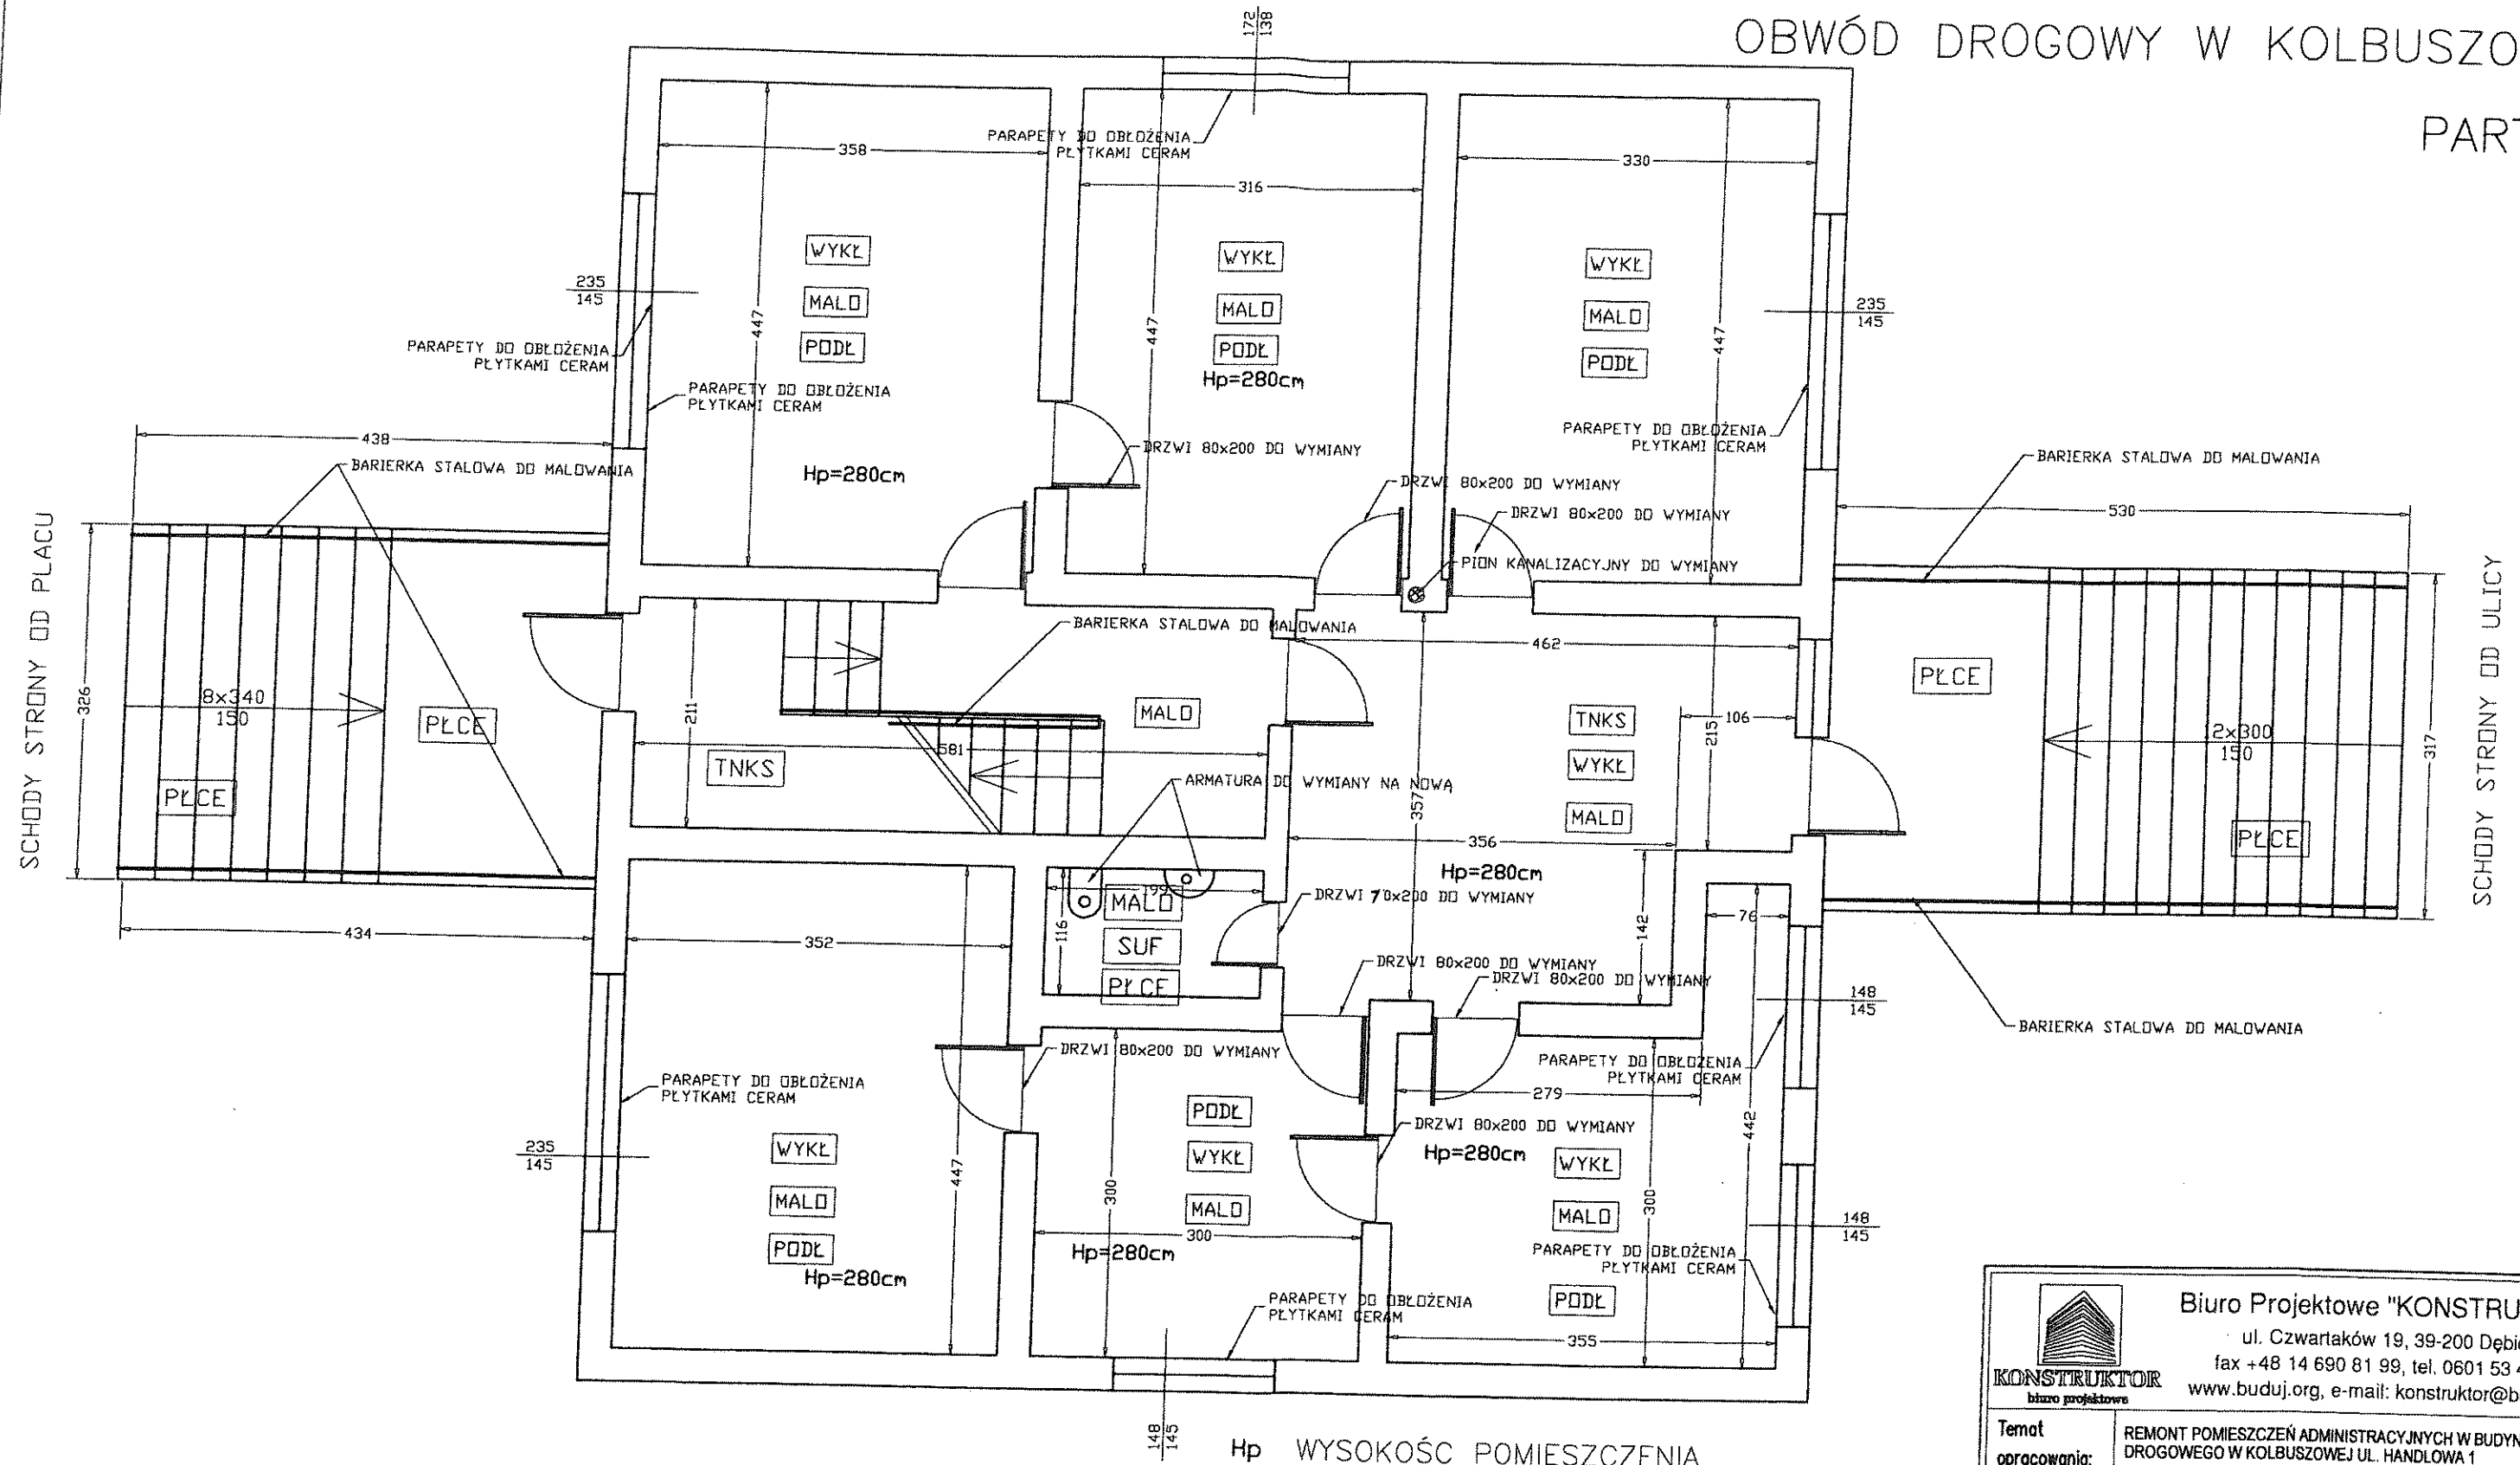 OBWÓD DROGOWY W KOLBUSZO
PART
172
138
PARAPETY DO OBŁOŻENIA
PŁYTKAMI CERAM
358
316
330
WYKŁ
MALO
PODŁ
447
Hp=280cm
WYKŁ
MALO
PODŁ
447
Hp=280cm
WYKŁ
MALO
PODŁ
447
235
145
235
145
PARAPETY DO OBŁOŻENIA
PŁYTKAMI CERAM
PARAPETY DO OBŁOŻENIA
PŁYTKAMI CERAM
PARAPETY DO OBŁOŻENIA
PŁYTKAMI CERAM
438
BARIERKA STALOWA DO MALOWANIA
DRZWI 80x200 DO WYMIANY
DRZWI 80x200 DO WYMIANY
DRZWI 80x200 DO WYMIANY
PION KANALIZACYJNY DO WYMIANY
BARIERKA STALOWA DO MALOWANIA
530
SCHODY STRONY OD PLACU
326
8x340
150
PŁCE
PŁCE
434
211
BARIERKA STALOWA DO MALOWANIA
MALO
TNKS
581
ARMATURA DO WYMIANY NA NOWĄ
462
TNKS
WYKŁ
MALO
106
215
357
356
Hp=280cm
PŁCE
12x300
150
PŁCE
317
SCHODY STRONY OD ULICY
352
116
199
MALO
SUF
PŁCE
DRZWI 70x200 DO WYMIANY
142
76
DRZWI 80x200 DO WYMIANY
DRZWI 80x200 DO WYMIANY
148
145
BARIERKA STALOWA DO MALOWANIA
DRZWI 80x200 DO WYMIANY
PARAPETY DO OBŁOŻENIA
PŁYTKAMI CERAM
PARAPETY DO OBŁOŻENIA
PŁYTKAMI CERAM
279
442
235
145
WYKŁ
MALO
PODŁ
Hp=280cm
447
PODŁ
WYKŁ
MALO
300
300
Hp=280cm
DRZWI 80x200 DO WYMIANY
Hp=280cm
WYKŁ
MALO
PODŁ
300
148
145
PARAPETY DO OBŁOŻENIA
PŁYTKAMI CERAM
PARAPETY DO OBŁOŻENIA
PŁYTKAMI CERAM
355
148
145
Hp WYSOKOŚC POMIESZCZENIA
KONSTRUKTOR
biuro projektowe
Biuro Projektowe "KONSTRU
ul. Czwartaków 19, 39-200 Dębi
fax +48 14 690 81 99, tel. 0601 53 4
www.buduj.org, e-mail: konstruktor@b
Temat
opracowania:
REMONT POMIESZCZEŃ ADMINISTRACYJNYCH W BUDYN
DROGOWEGO W KOLBUSZOWEJ UL. HANDLOWA 1